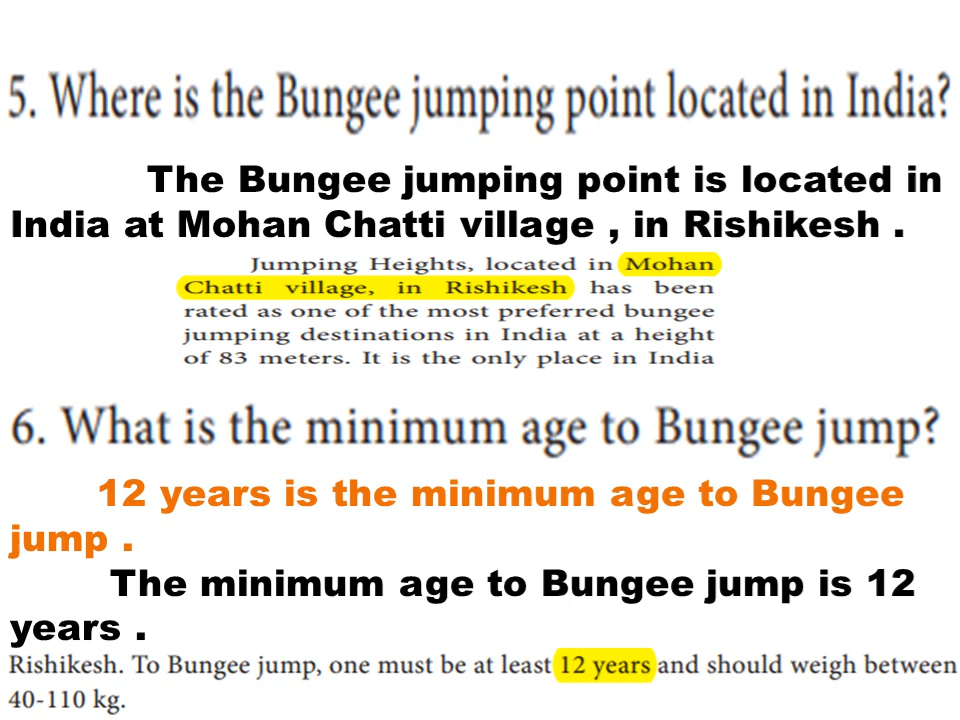 5. Where is the Bungee jumping point located in India?
The Bungee jumping point is located in
India at Mohan Chatti village , in Rishikesh .
Jumping Heights, located in Mohan
Chatti village, in Rishikesh has been
rated as one of the most preferred bungee
jumping destinations in India at a height
of 83 meters. It is the only place in India
6. What is the minimum age to Bungee jump?
12 years is the minimum age to Bungee
jump .
The minimum age to Bungee jump is 12
years .
Rishikesh. To Bungee jump, one must be at least 12 years and should weigh between
40-110 kg.